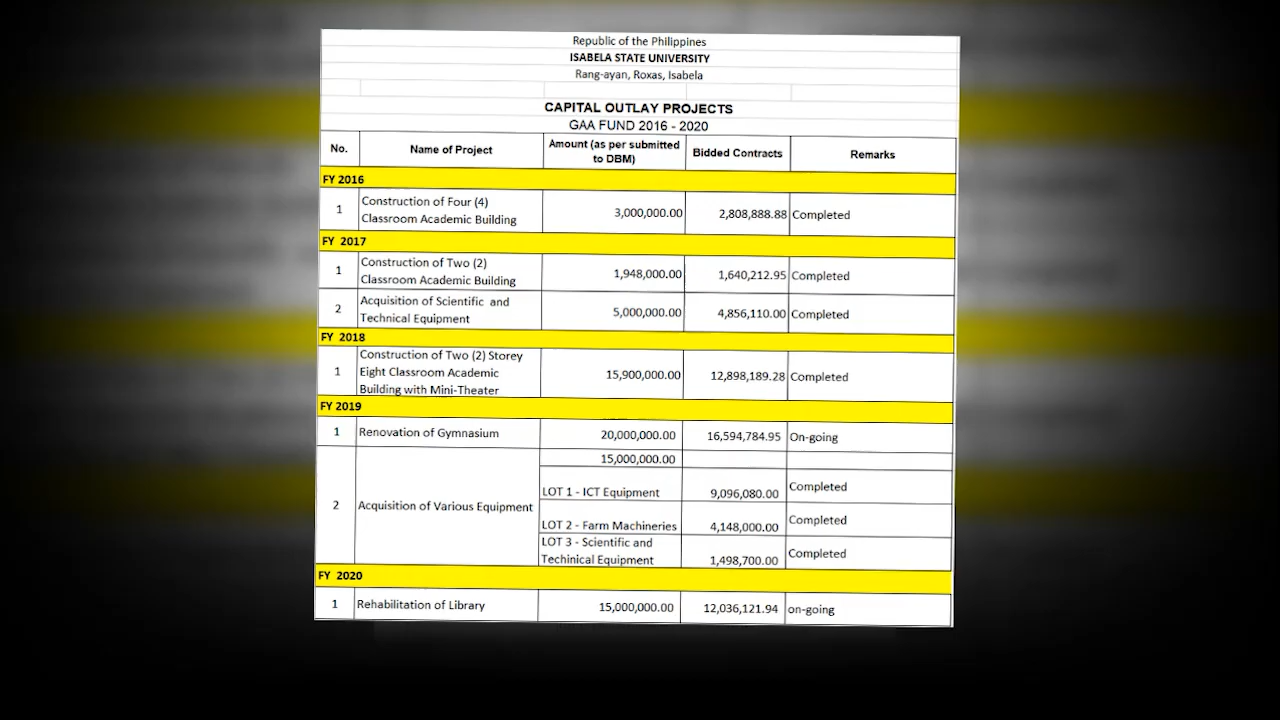 Republic of the Philippines
ISABELA STATE UNIVERSITY
Rang-ayan, Roxas, Isabela
CAPITAL OUTLAY PROJECTS
GAA FUND 2016 - 2020
No. Name of Project Amount (as per submitted to DBM) Bidded Contracts Remarks
FY 2016
1 Construction of Four (4) Classroom Academic Building 3,000,000.00 2,808,888.88 Completed
FY 2017
1 Construction of Two (2) Classroom Academic Building 1,948,000.00 1,640,212.95 Completed
2 Acquisition of Scientific and Technical Equipment 5,000,000.00 4,856,110.00 Completed
FY 2018
1 Construction of Two (2) Storey Eight Classroom Academic Building with Mini-Theater 15,900,000.00 12,898,189.28 Completed
FY 2019
1 Renovation of Gymnasium 20,000,000.00 16,594,784.95 On-going
2 Acquisition of Various Equipment 15,000,000.00
LOT 1 - ICT Equipment 9,096,080.00 Completed
LOT 2 - Farm Machineries 4,148,000.00 Completed
LOT 3 - Scientific and Techinical Equipment 1,498,700.00 Completed
FY 2020
1 Rehabilitation of Library 15,000,000.00 12,036,121.94 on-going